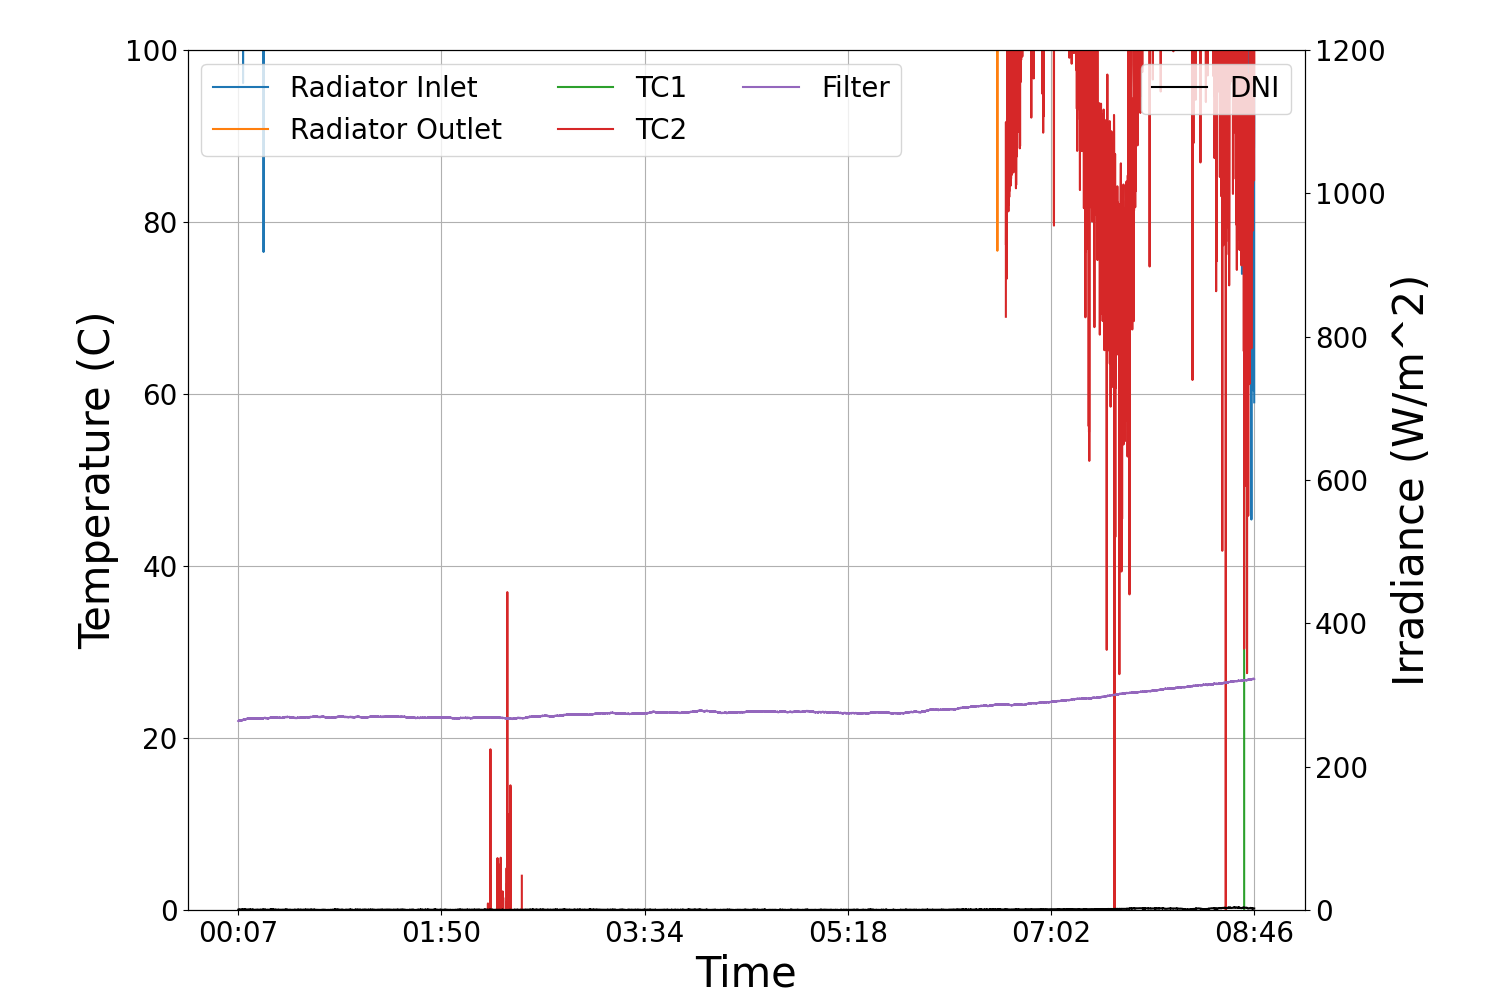 Radiator Inlet
Radiator Outlet
TC1
TC2
Filter
DNI
100
80
60
40
20
0
1200
1000
800
600
400
200
0
00:07
01:50
03:34
05:18
07:02
08:46
Temperature (C)
Irradiance (W/m^2)
Time